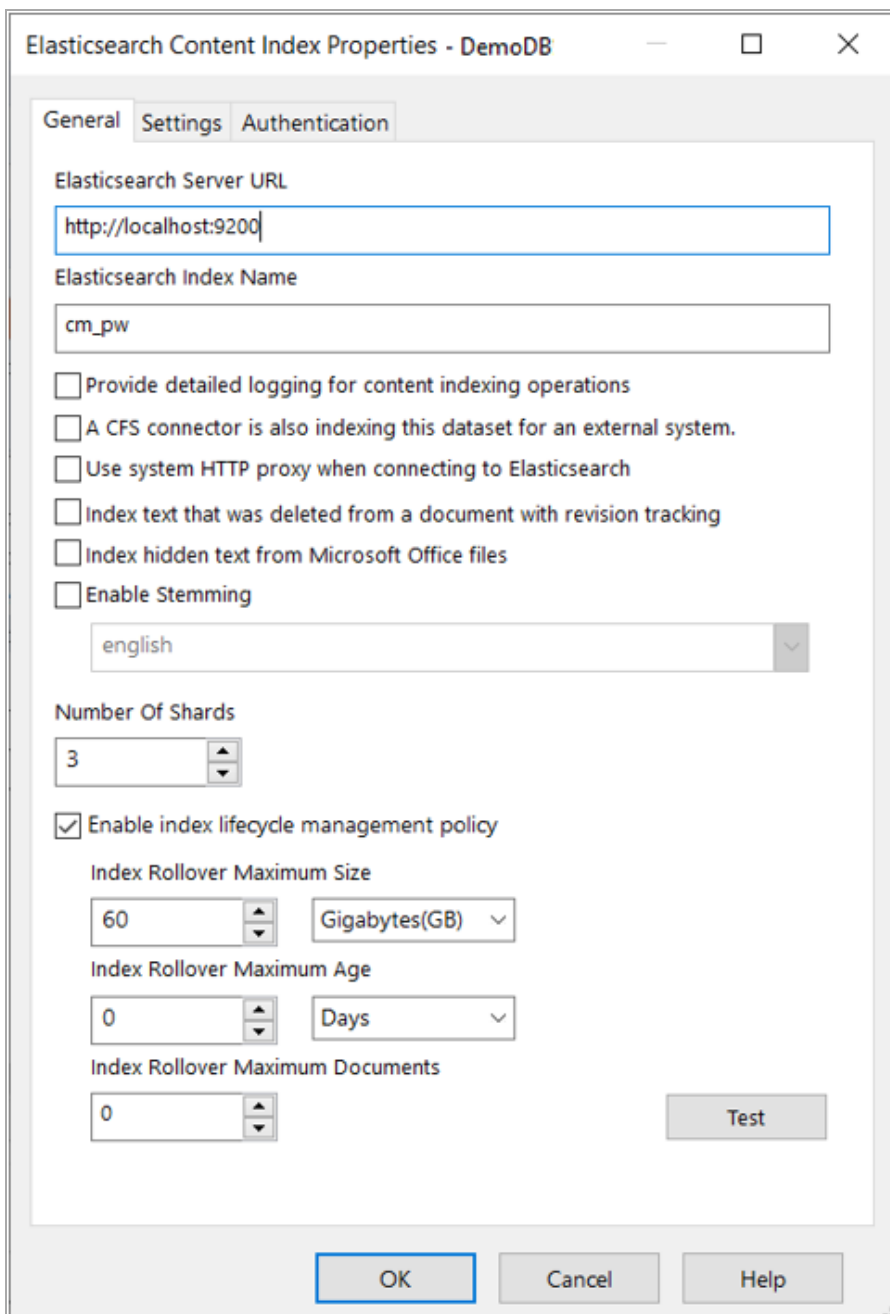 Elasticsearch Content Index Properties - DemoDB
General Settings Authentication
Elasticsearch Server URL
http://localhost:9200
Elasticsearch Index Name
cm_pw
Provide detailed logging for content indexing operations
A CFS connector is also indexing this dataset for an external system.
Use system HTTP proxy when connecting to Elasticsearch
Index text that was deleted from a document with revision tracking
Index hidden text from Microsoft Office files
Enable Stemming
english
Number Of Shards
3
Enable index lifecycle management policy
Index Rollover Maximum Size
60 Gigabytes(GB)
Index Rollover Maximum Age
0 Days
Index Rollover Maximum Documents
0 Test
OK Cancel Help